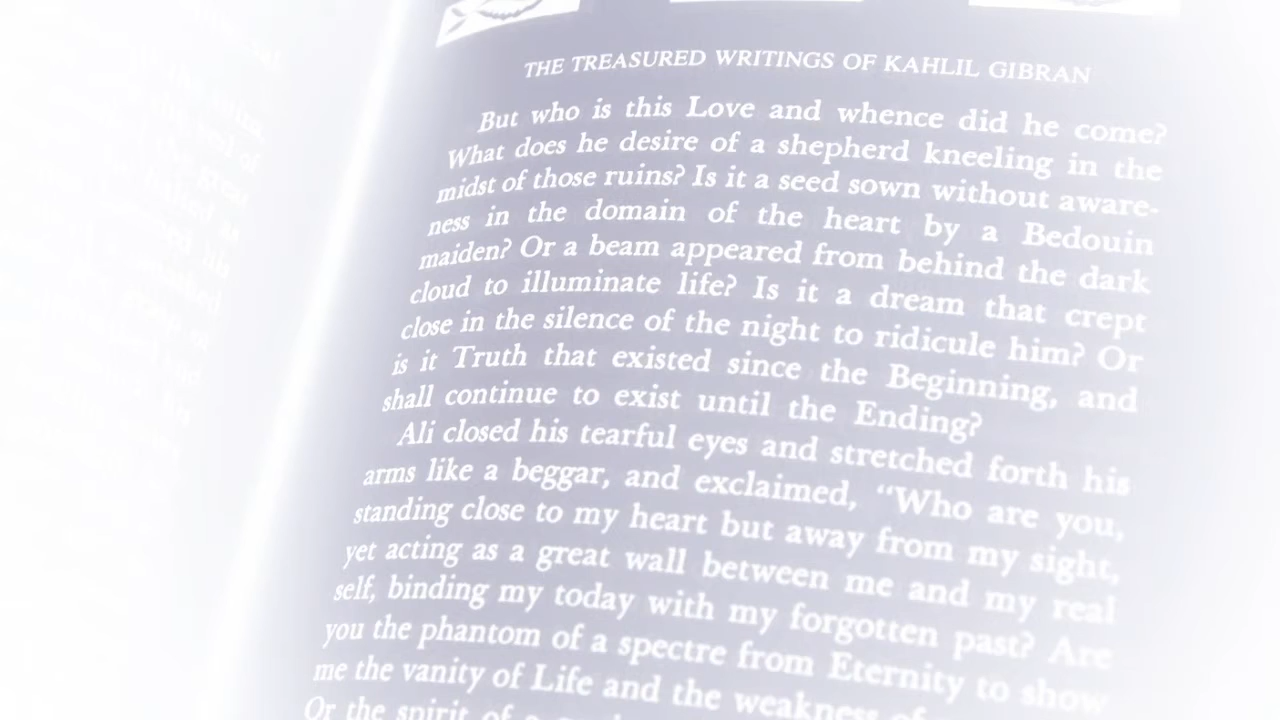 THE TREASURED WRITINGS OF KAHLIL GIBRAN
But who is this Love and whence did he come?
What does he desire of a shepherd kneeling in the
midst of those ruins? Is it a seed sown without aware-
ness in the domain of the heart by a Bedouin
maiden? Or a beam appeared from behind the dark
cloud to illuminate life? Is it a dream that crept
close in the silence of the night to ridicule him? Or
is it Truth that existed since the Beginning, and
shall continue to exist until the Ending?
Ali closed his tearful eyes and stretched forth his
arms like a beggar, and exclaimed, “Who are you,
standing close to my heart but away from my sight,
yet acting as a great wall between me and my real
self, binding my today with my forgotten past? Are
you the phantom of a spectre from Eternity to show
me the vanity of Life and the weakness of
Or the spirit of a